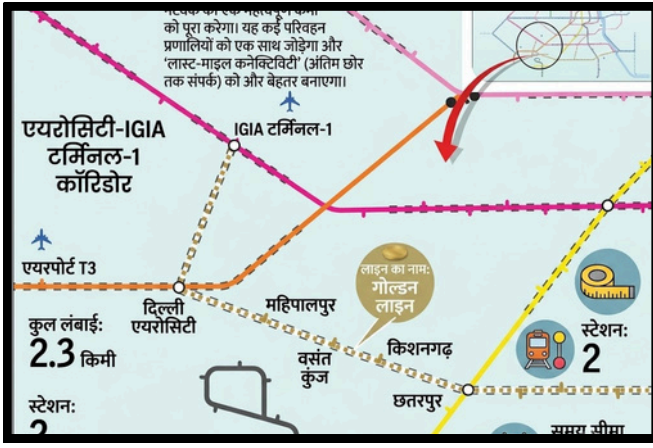 को पूरा करेगा। यह कई परिवहन
प्रणालियों को एक साथ जोड़ेगा और
‘लास्ट-माइल कनेक्टिविटी’ (अंतिम छोर
तक संपर्क) को और बेहतर बनाएगा।
एयरोसिटी-IGIA
टर्मिनल-1
कॉरिडोर
IGIA टर्मिनल-1
एयरपोर्ट T3
दिल्ली
एयरोसिटी
लाइन का नाम:
गोल्डन
लाइन
महिपालपुर
वसंत
कुंज
किशनगढ़
छतरपुर
कुल लंबाई:
2.3 किमी
स्टेशन:
2
स्टेशन:
2
समय सीमा